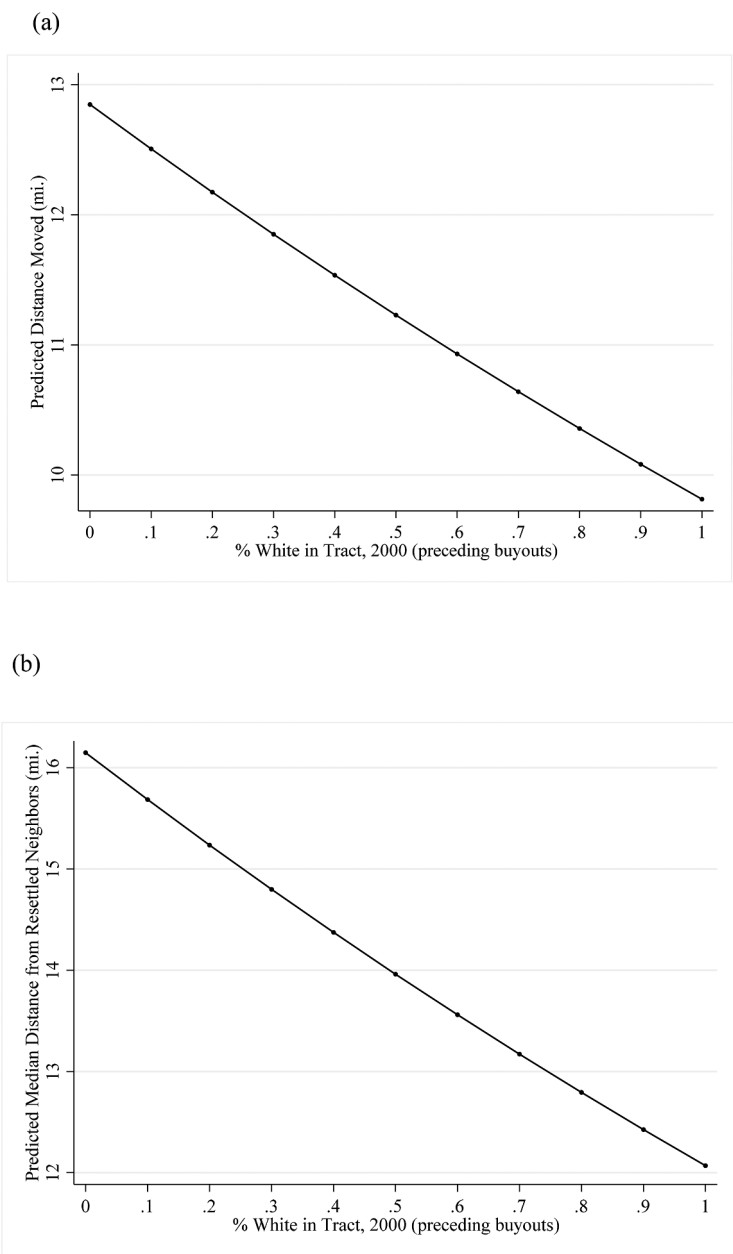 (a)
Predicted Distance Moved (mi.)
13
12
11
10
0 .1 .2 .3 .4 .5 .6 .7 .8 .9 1
% White in Tract, 2000 (preceding buyouts)
(b)
Predicted Median Distance from Resettled Neighbors (mi.)
16
15
14
13
12
0 .1 .2 .3 .4 .5 .6 .7 .8 .9 1
% White in Tract, 2000 (preceding buyouts)